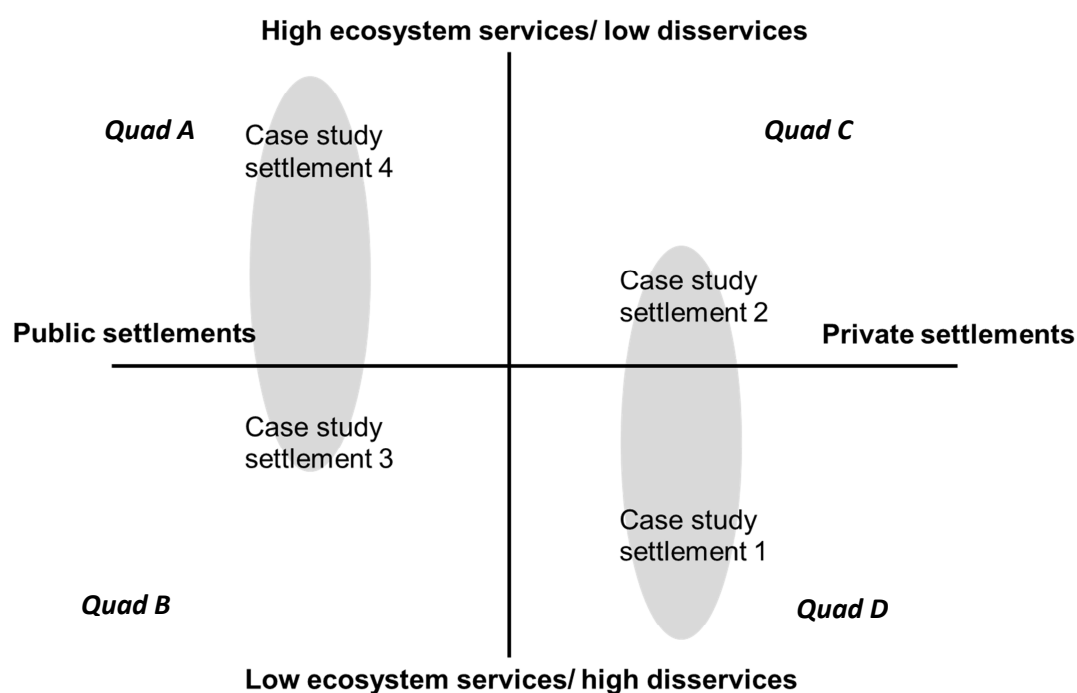 High ecosystem services/ low disservices
Quad A
Quad C
Case study
settlement 4
Case study
settlement 2
Public settlements
Private settlements
Case study
settlement 3
Case study
settlement 1
Quad B
Quad D
Low ecosystem services/ high disservices